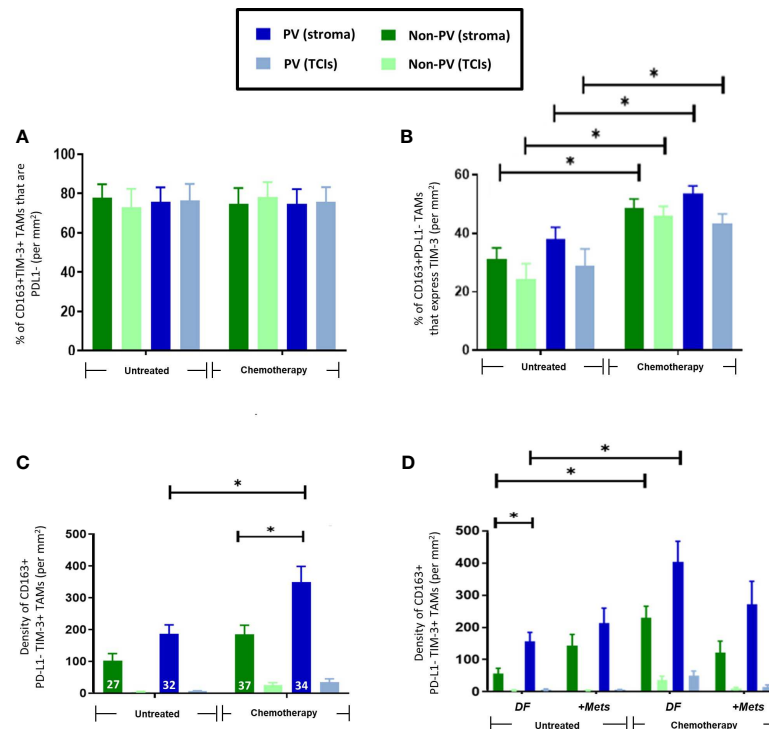 PV (stroma) Non-PV (stroma)
PV (TCIs) Non-PV (TCIs)
A
% of CD163+TIM-3+ TAMs that are
PDL1- (per mm²)
100
80
60
40
20
0
Untreated Chemotherapy
B
* 
*
*
*
% of CD163+PD-L1- TAMs
that express TIM-3
60
40
20
0
Untreated Chemotherapy
C
*
*
Density of CD163+
PD-L1- TIM-3+ TAMs (per mm²)
500
400
300
200
100
0
27 32 37 34
Untreated Chemotherapy
D
*
*
*
Density of CD163+
PD-L1- TIM-3+ TAMs (per mm²)
500
400
300
200
100
0
DF +Mets DF +Mets
Untreated Chemotherapy